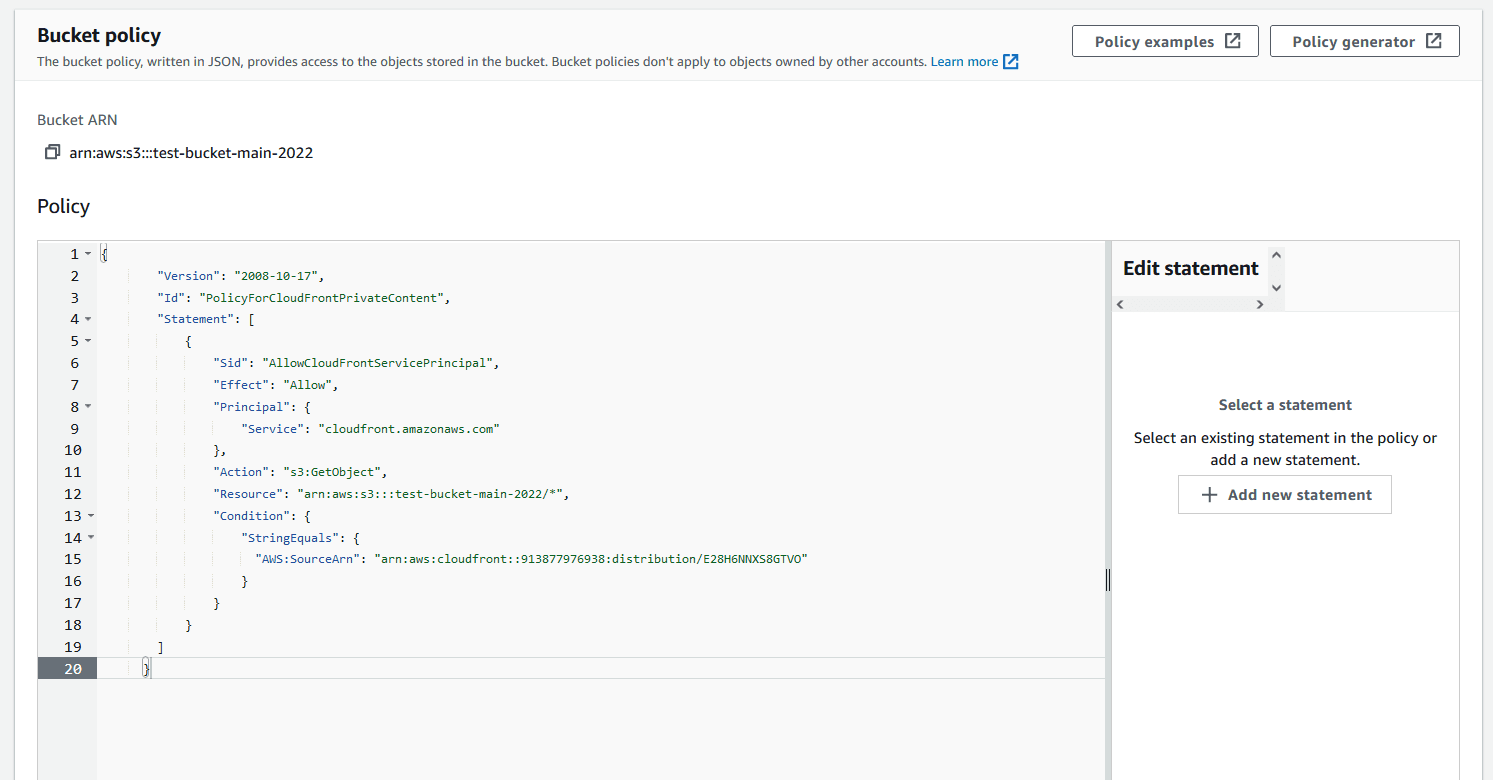 Bucket policy
Policy examples
Policy generator
The bucket policy, written in JSON, provides access to the objects stored in the bucket. Bucket policies don't apply to objects owned by other accounts. Learn more
Bucket ARN
arn:aws:s3:::test-bucket-main-2022
Policy
1 {
2 "Version": "2008-10-17",
3 "Id": "PolicyForCloudFrontPrivateContent",
4 "Statement": [
5 {
6 "Sid": "AllowCloudFrontServicePrincipal",
7 "Effect": "Allow",
8 "Principal": {
9 "Service": "cloudfront.amazonaws.com"
10 },
11 "Action": "s3:GetObject",
12 "Resource": "arn:aws:s3:::test-bucket-main-2022/*",
13 "Condition": {
14 "StringEquals": {
15 "AWS:SourceArn": "arn:aws:cloudfront::913877976938:distribution/E28H6NNXS8GTVO"
16 }
17 }
18 }
19 ]
20 }
Edit statement
Select a statement
Select an existing statement in the policy or
add a new statement.
+ Add new statement